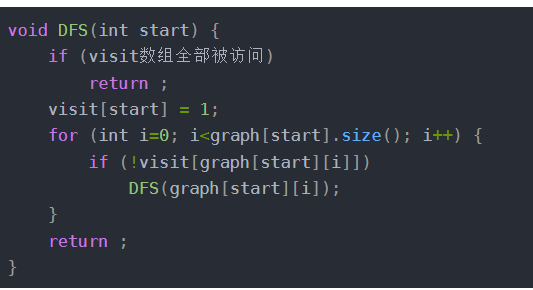 void DFS(int start) {
    if (visit数组全部被访问)
        return ;
    visit[start] = 1;
    for (int i=0; i<graph[start].size(); i++) {
        if (!visit[graph[start][i]])
            DFS(graph[start][i]);
    }
    return ;
}